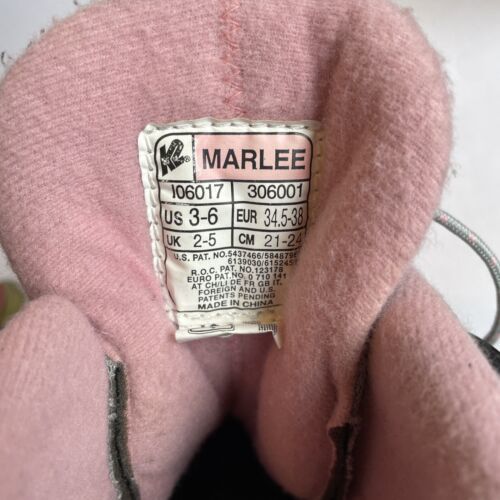 K2 MARLEE
J06017 306001
US 3-6 EUR 34.5-38
UK 2-5 CM 21-24
U.S. PAT. NO.5437466/584879
6139030/615245
R.O.C. PAT. NO.123178
EURO PAT.NO. 0 710 141
AT CH/LI DE FR GB IT,
FOREIGN AND U.S.
PATENTS PENDING
MADE IN CHINA